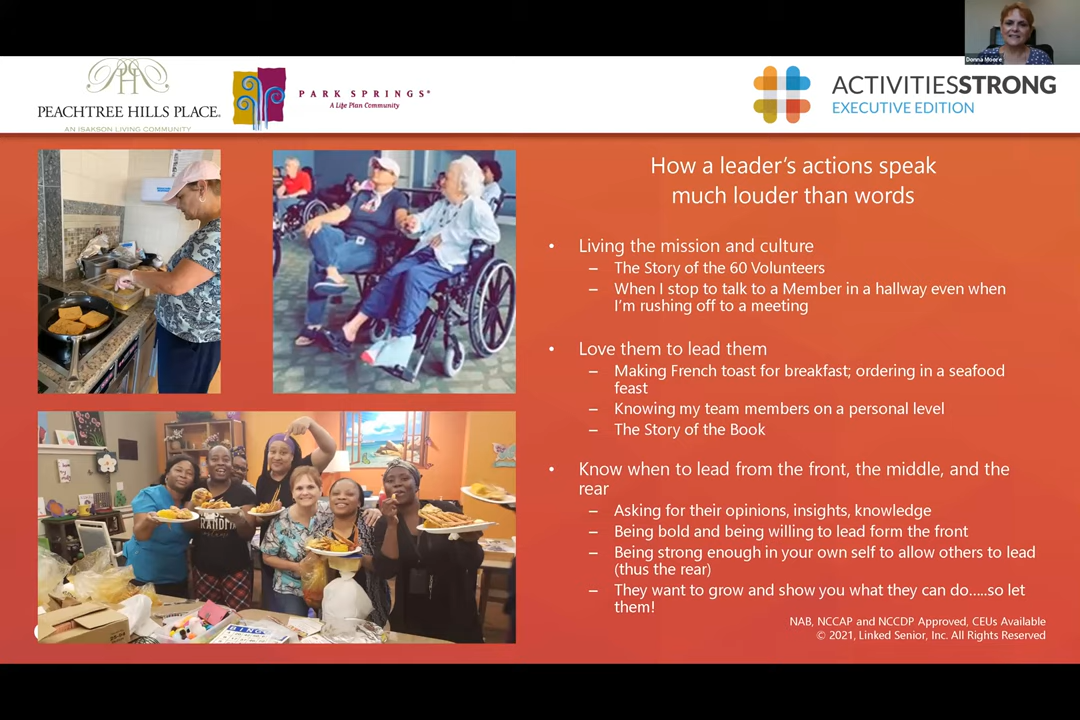 Donna Moore
PEACHTREE HILLS PLACE
AN ISAKSON LIVING COMMUNITY
PARK SPRINGS
A Life Plan Community
ACTIVITIESSTRONG
EXECUTIVE EDITION
How a leader's actions speak
much louder than words
• Living the mission and culture
– The Story of the 60 Volunteers
– When I stop to talk to a Member in a hallway even when
I'm rushing off to a meeting
• Love them to lead them
– Making French toast for breakfast; ordering in a seafood
feast
– Knowing my team members on a personal level
– The Story of the Book
• Know when to lead from the front, the middle, and the
rear
– Asking for their opinions, insights, knowledge
– Being bold and being willing to lead form the front
– Being strong enough in your own self to allow others to lead
(thus the rear)
– They want to grow and show you what they can do.....so let
them!
NAB, NCCAP and NCCDP Approved, CEUs Available
© 2021, Linked Senior, Inc. All Rights Reserved
BINGO